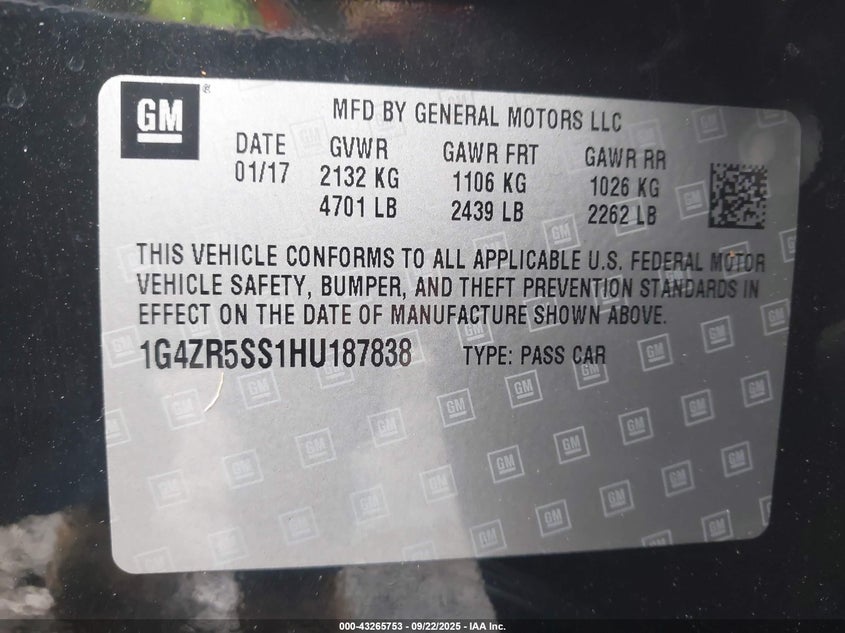 GM
MFD BY GENERAL MOTORS LLC
DATE GVWR GAWR FRT GAWR RR
01/17 2132 KG 1106 KG 1026 KG
4701 LB 2439 LB 2262 LB
THIS VEHICLE CONFORMS TO ALL APPLICABLE U.S. FEDERAL MOTOR
VEHICLE SAFETY, BUMPER, AND THEFT PREVENTION STANDARDS IN
EFFECT ON THE DATE OF MANUFACTURE SHOWN ABOVE.
1G4ZR5SS1HU187838 TYPE: PASS CAR
000-43265753 - 09/22/2025 - IAA Inc.